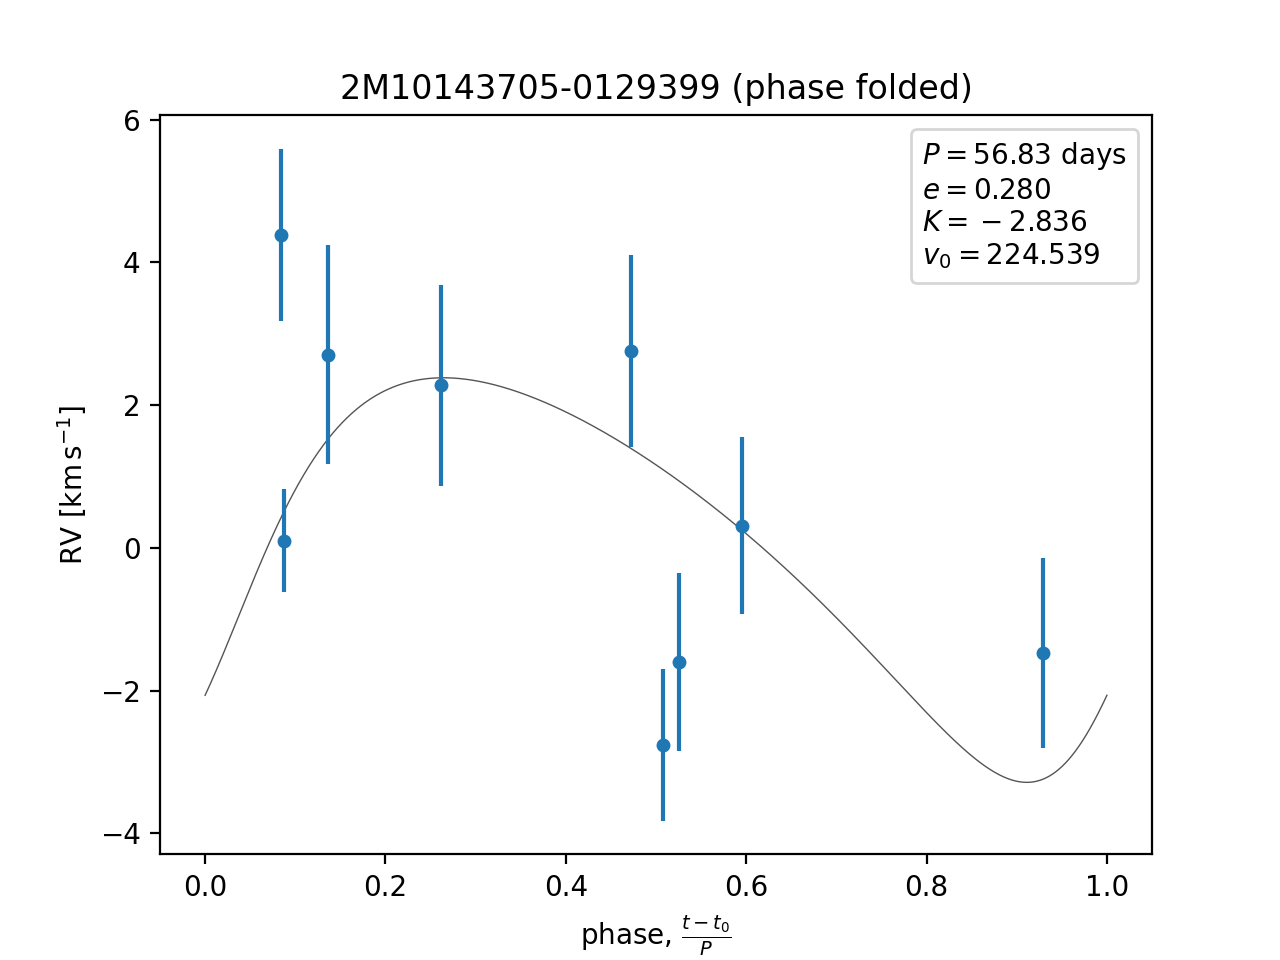 2M10143705-0129399 (phase folded)
P = 56.83 days
e = 0.280
K = −2.836
v₀ = 224.539
6
4
2
0
−2
−4
RV [km s⁻¹]
0.0 0.2 0.4 0.6 0.8 1.0
phase, (t − t₀)/P